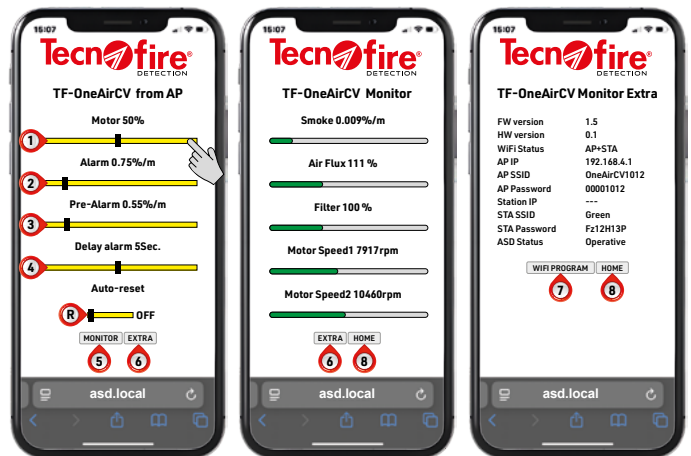 15:07
Tecnofire®
DETECTION
TF-OneAirCV from AP
Motor 50%
1
Alarm 0.75%/m
2
Pre-Alarm 0.55%/m
3
Delay alarm 5Sec.
4
Auto-reset
R
OFF
MONITOR EXTRA
5 6
asd.local
15:07
Tecnofire®
DETECTION
TF-OneAirCV Monitor
Smoke 0.009%/m
Air Flux 111 %
Filter 100 %
Motor Speed1 7917rpm
Motor Speed2 10460rpm
EXTRA HOME
6 8
asd.local
15:07
Tecnofire®
DETECTION
TF-OneAirCV Monitor Extra
FW version 1.5
HW version 0.1
WiFi Status AP+STA
AP IP 192.168.4.1
AP SSID OneAirCV1012
AP Password 00001012
Station IP ---
STA SSID Green
STA Password Fz12H13P
ASD Status Operative
WIFI PROGRAM HOME
7 8
asd.local